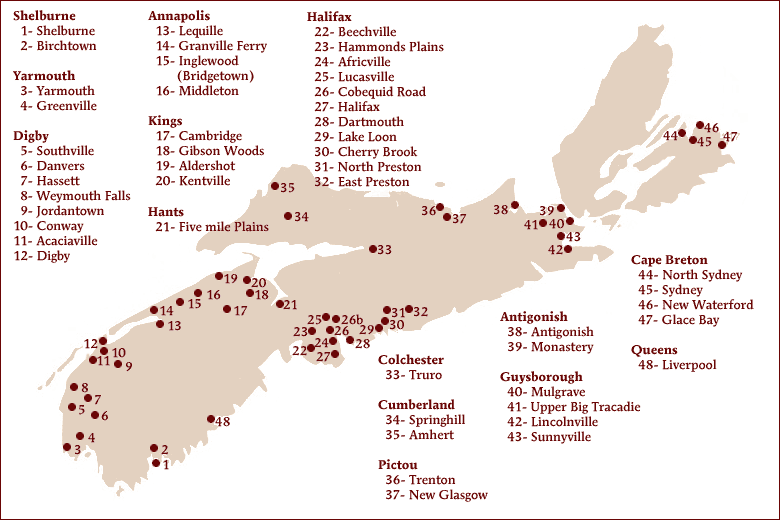 Shelburne
1- Shelburne
2- Birchtown
Yarmouth
3- Yarmouth
4- Greenville
Digby
5- Southville
6- Danvers
7- Hassett
8- Weymouth Falls
9- Jordantown
10- Conway
11- Acaciaville
12- Digby
Annapolis
13- Lequille
14- Granville Ferry
15- Inglewood
(Bridgetown)
16- Middleton
Kings
17- Cambridge
18- Gibson Woods
19- Aldershot
20- Kentville
Hants
21- Five mile Plains
Halifax
22- Beechville
23- Hammonds Plains
24- Africville
25- Lucasville
26- Cobequid Road
27- Halifax
28- Dartmouth
29- Lake Loon
30- Cherry Brook
31- North Preston
32- East Preston
Colchester
33- Truro
Cumberland
34- Springhill
35- Amhert
Pictou
36- Trenton
37- New Glasgow
Antigonish
38- Antigonish
39- Monastery
Guysborough
40- Mulgrave
41- Upper Big Tracadie
42- Lincolnville
43- Sunnyville
Cape Breton
44- North Sydney
45- Sydney
46- New Waterford
47- Glace Bay
Queens
48- Liverpool
46
44
45
47
35
34
36
37
38
39
41
40
43
42
33
19
20
16
18
15
21
14
17
13
31
32
25
26b
30
23
26
29
24
28
22
27
12
10
11
9
8
7
5
6
48
4
3
2
1